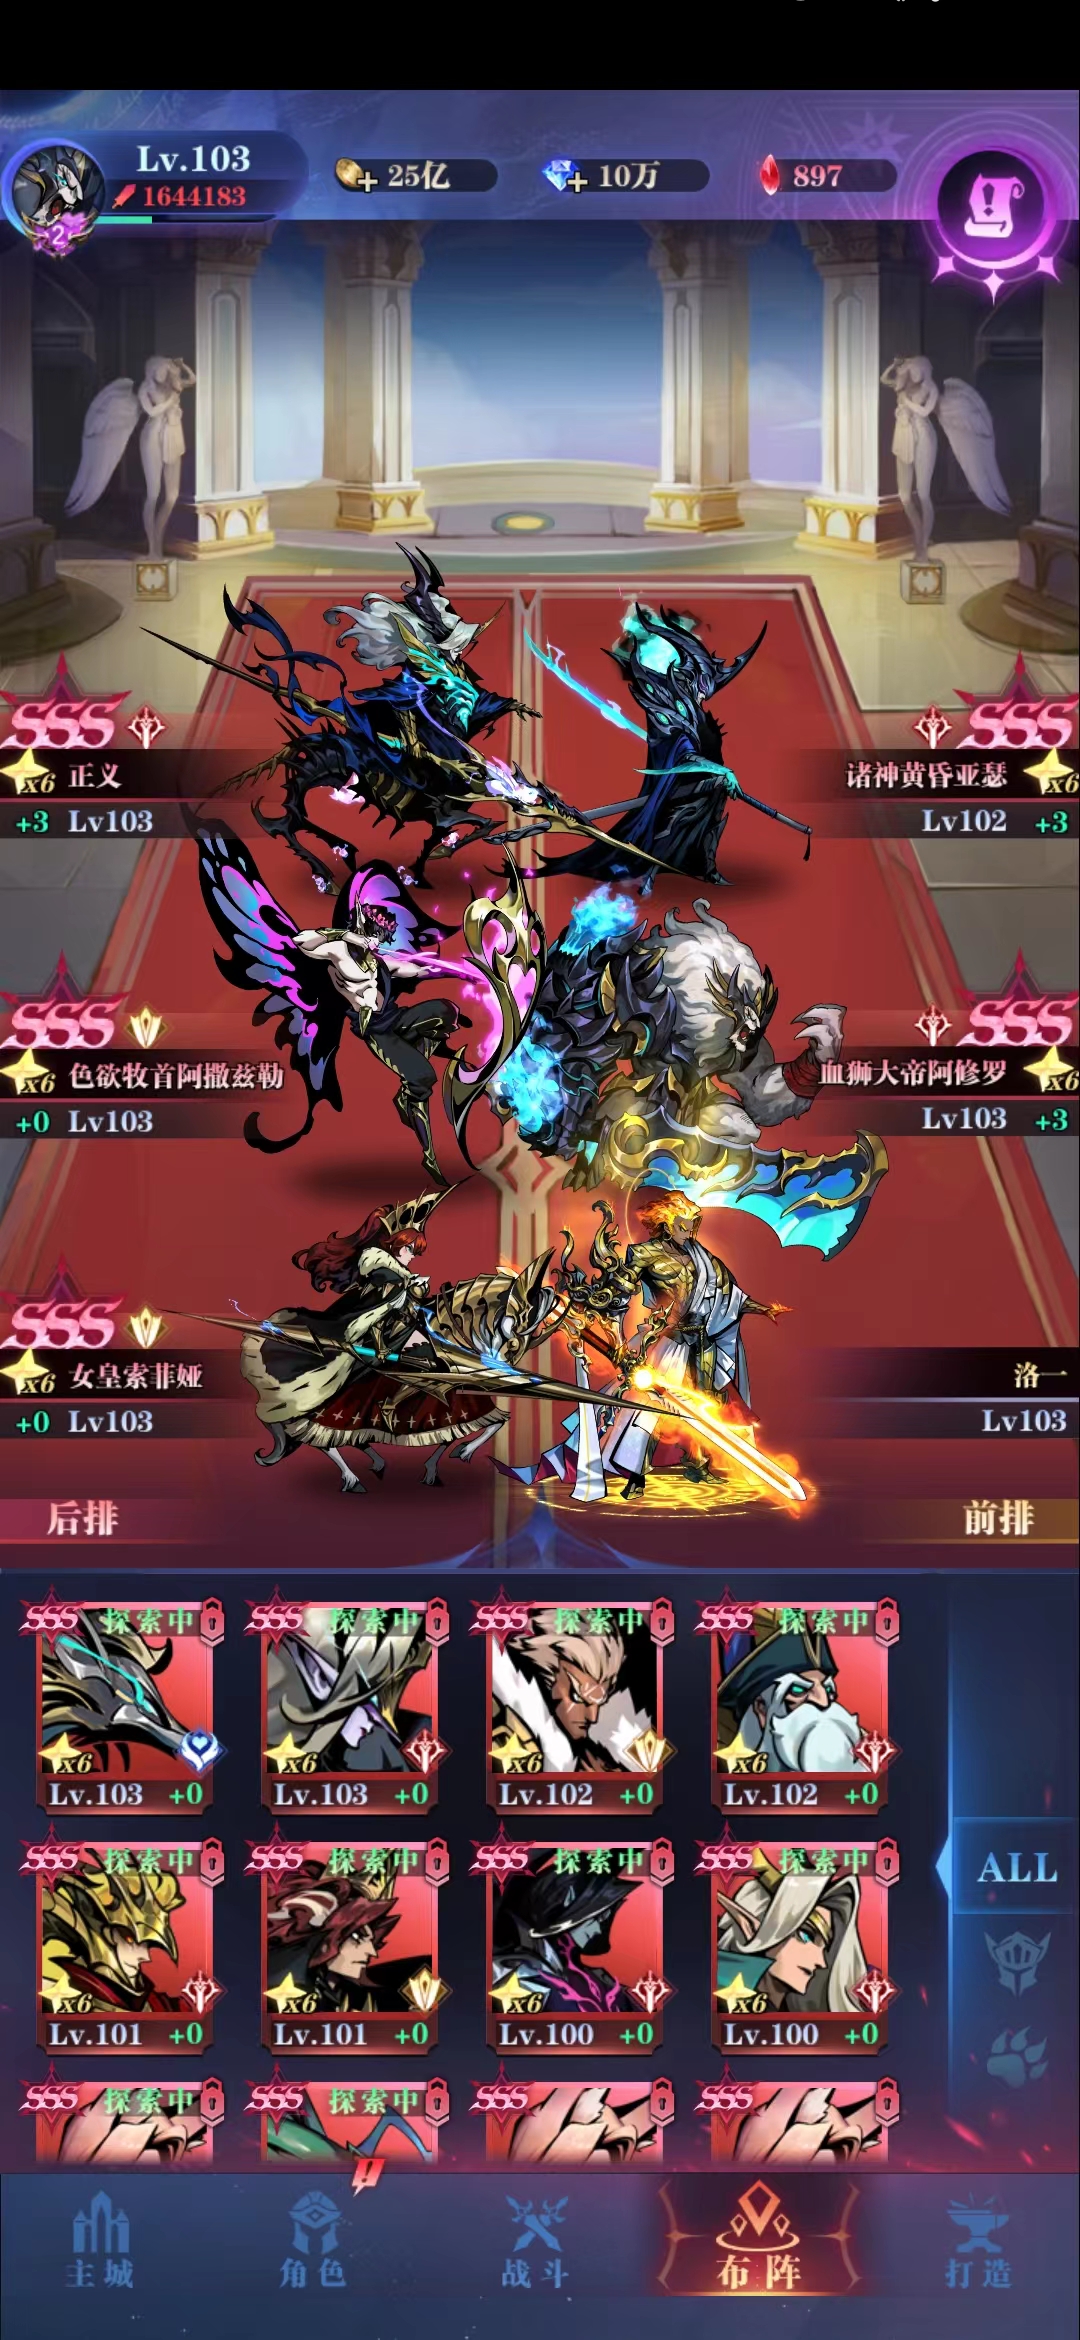 Lv.103
1644183
2
25亿
10万
897
SSS
x6 正义
+3 Lv103
SSS
诸神黄昏亚瑟 x6
Lv102 +3
SSS
x6 色欲牧首阿撒兹勒
+0 Lv103
SSS
血狮大帝阿修罗 x6
Lv103 +3
SSS
x6 女皇索菲娅
+0 Lv103
洛一
Lv103
后排
前排
SSS 探索中 SSS 探索中 SSS 探索中 SSS 探索中
x6 x6 x6 x6
Lv.103 +0 Lv.103 +0 Lv.102 +0 Lv.102 +0
ALL
SSS 探索中 SSS 探索中 SSS 探索中 SSS 探索中
x6 x6 x6 x6
Lv.101 +0 Lv.101 +0 Lv.100 +0 Lv.100 +0
SSS 探索中 SSS 探索中 SSS SSS
主城 角色 战斗 布阵 打造